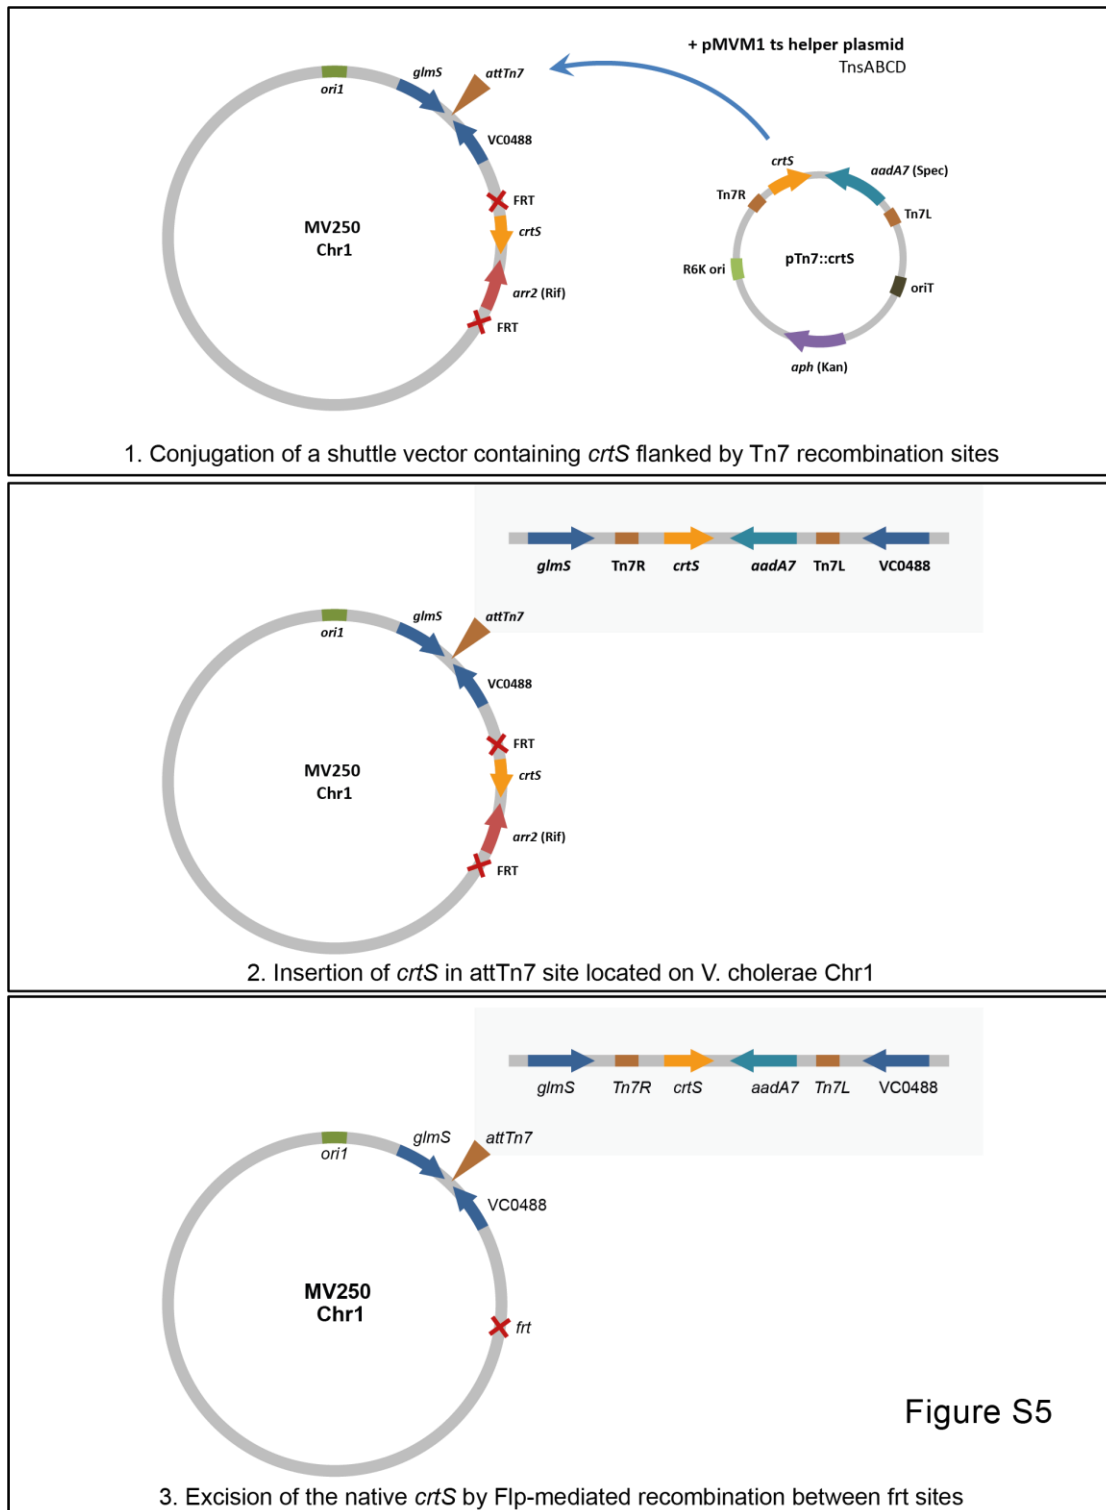 + pMVM1 ts helper plasmid
TnsABCD
glmS
attTn7
ori1
VC0488
FRT
crtS
arr2 (Rif)
FRT
MV250
Chr1
crtS
aadA7 (Spec)
Tn7R
Tn7L
R6K ori
pTn7::crtS
oriT
aph (Kan)
1. Conjugation of a shuttle vector containing crtS flanked by Tn7 recombination sites
glmS Tn7R crtS aadA7 Tn7L VC0488
glmS
attTn7
ori1
VC0488
FRT
crtS
arr2 (Rif)
FRT
MV250
Chr1
2. Insertion of crtS in attTn7 site located on V. cholerae Chr1
glmS Tn7R crtS aadA7 Tn7L VC0488
glmS
attTn7
ori1
VC0488
MV250
Chr1
frt
Figure S5
3. Excision of the native crtS by Flp-mediated recombination between frt sites